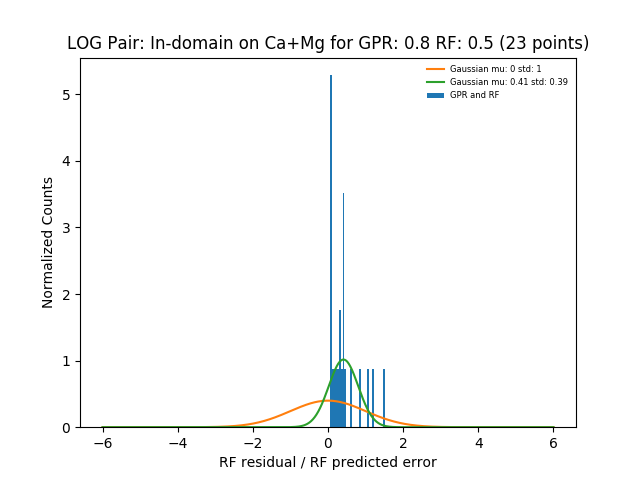 LOG Pair: In-domain on Ca+Mg for GPR: 0.8 RF: 0.5 (23 points)
Gaussian mu: 0 std: 1
Gaussian mu: 0.41 std: 0.39
GPR and RF
Normalized Counts
5
4
3
2
1
0
−6
−4
−2
0
2
4
6
RF residual / RF predicted error